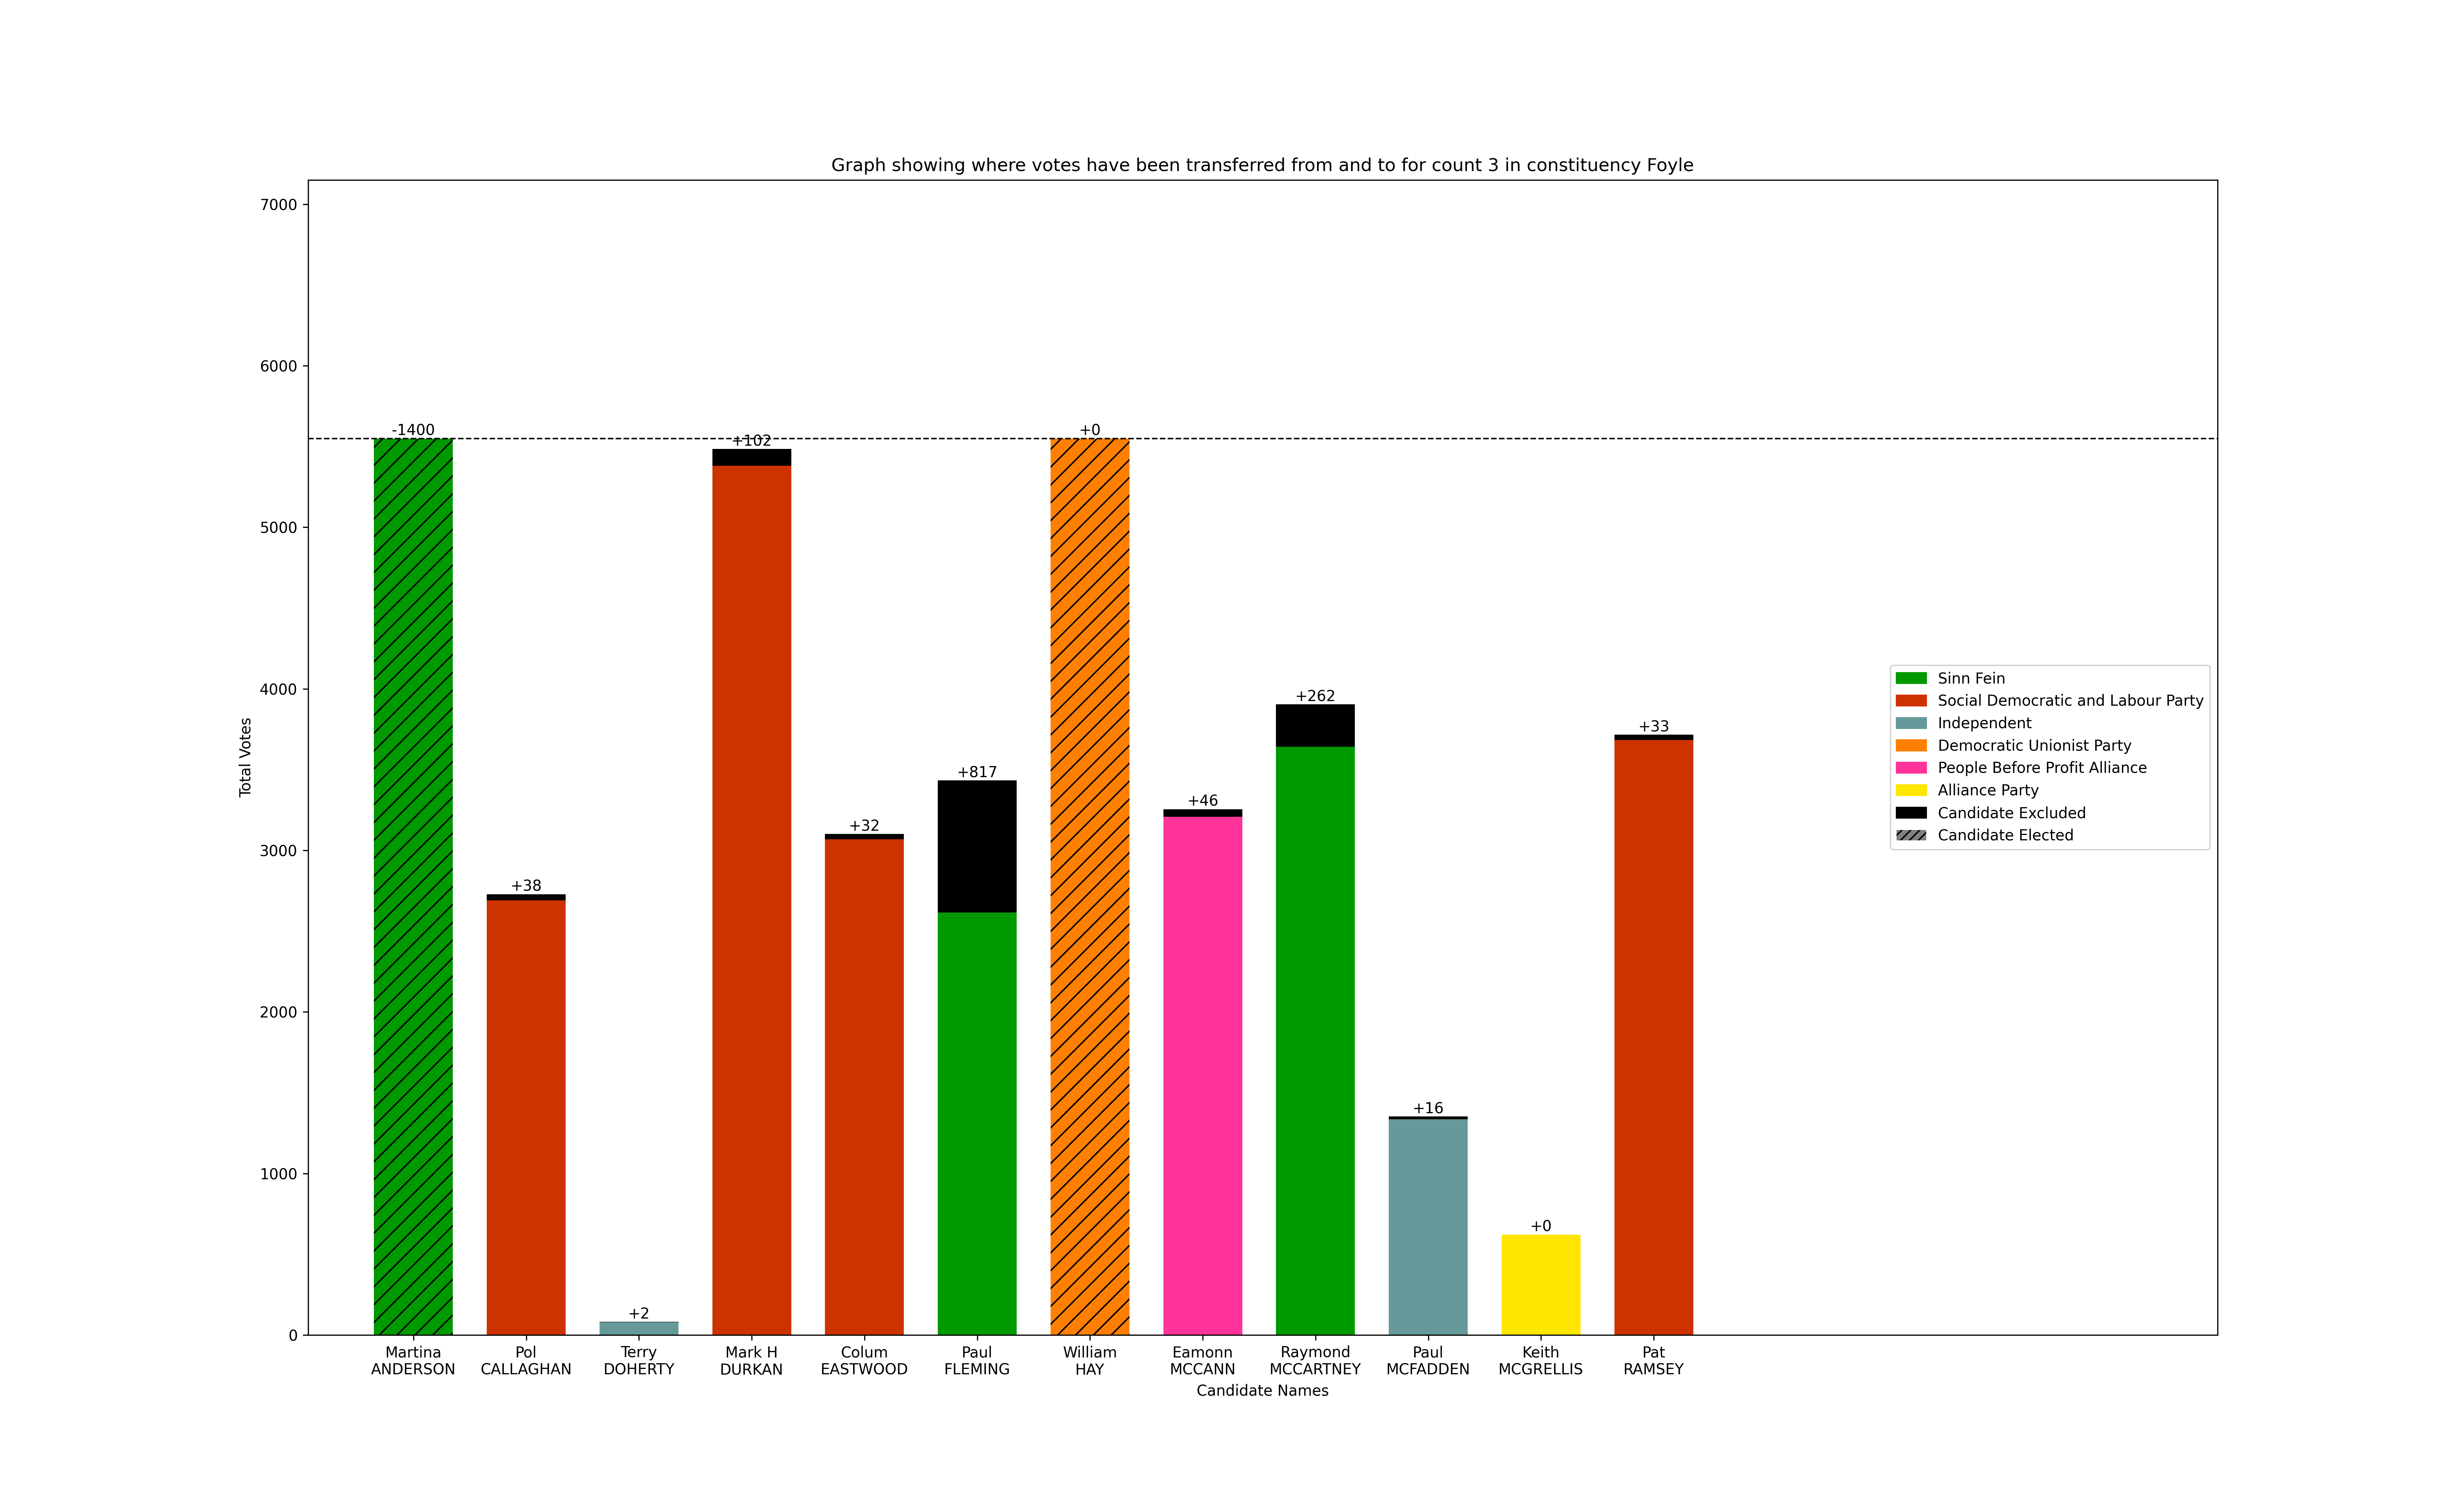 Graph showing where votes have been transferred from and to for count 3 in constituency Foyle
7000
6000
5000
4000
3000
2000
1000
0
Total Votes
-1400
+38
+2
+102
+32
+817
+0
+46
+262
+16
+0
+33
Sinn Fein
Social Democratic and Labour Party
Independent
Democratic Unionist Party
People Before Profit Alliance
Alliance Party
Candidate Excluded
Candidate Elected
Martina
ANDERSON
Pol
CALLAGHAN
Terry
DOHERTY
Mark H
DURKAN
Colum
EASTWOOD
Paul
FLEMING
William
HAY
Eamonn
MCCANN
Raymond
MCCARTNEY
Paul
MCFADDEN
Keith
MCGRELLIS
Pat
RAMSEY
Candidate Names